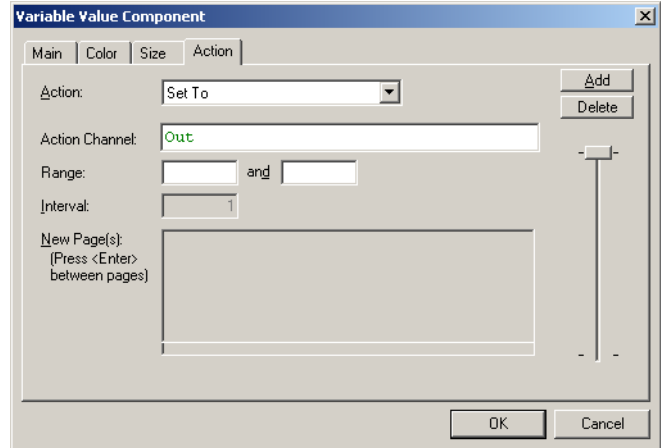 Variable Value Component
Main Color Size Action
Action: Set To Add
Delete
Action Channel: Out
Range: and
Interval: 1
New Page(s):
(Press <Enter>
between pages)
OK Cancel